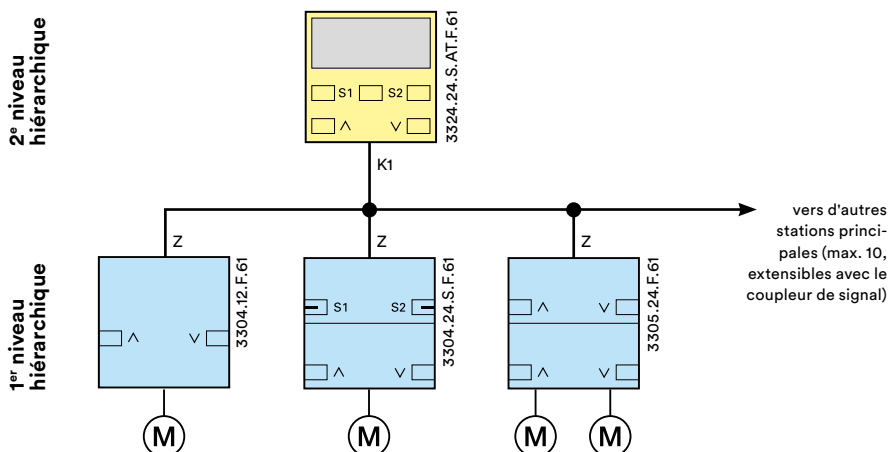 2e niveau
hiérarchique
S1
S2
∧
∨
3324.24.S.AT.F.61
K1
vers d'autres
stations princi-
pales (max. 10,
extensibles avec le
coupleur de signal)
Z
Z
Z
1er niveau
hiérarchique
∧
∨
3304.12.F.61
S1
S2
∧
∨
3304.24.S.F.61
∧
∨
∧
∨
3305.24.F.61
M
M
M
M